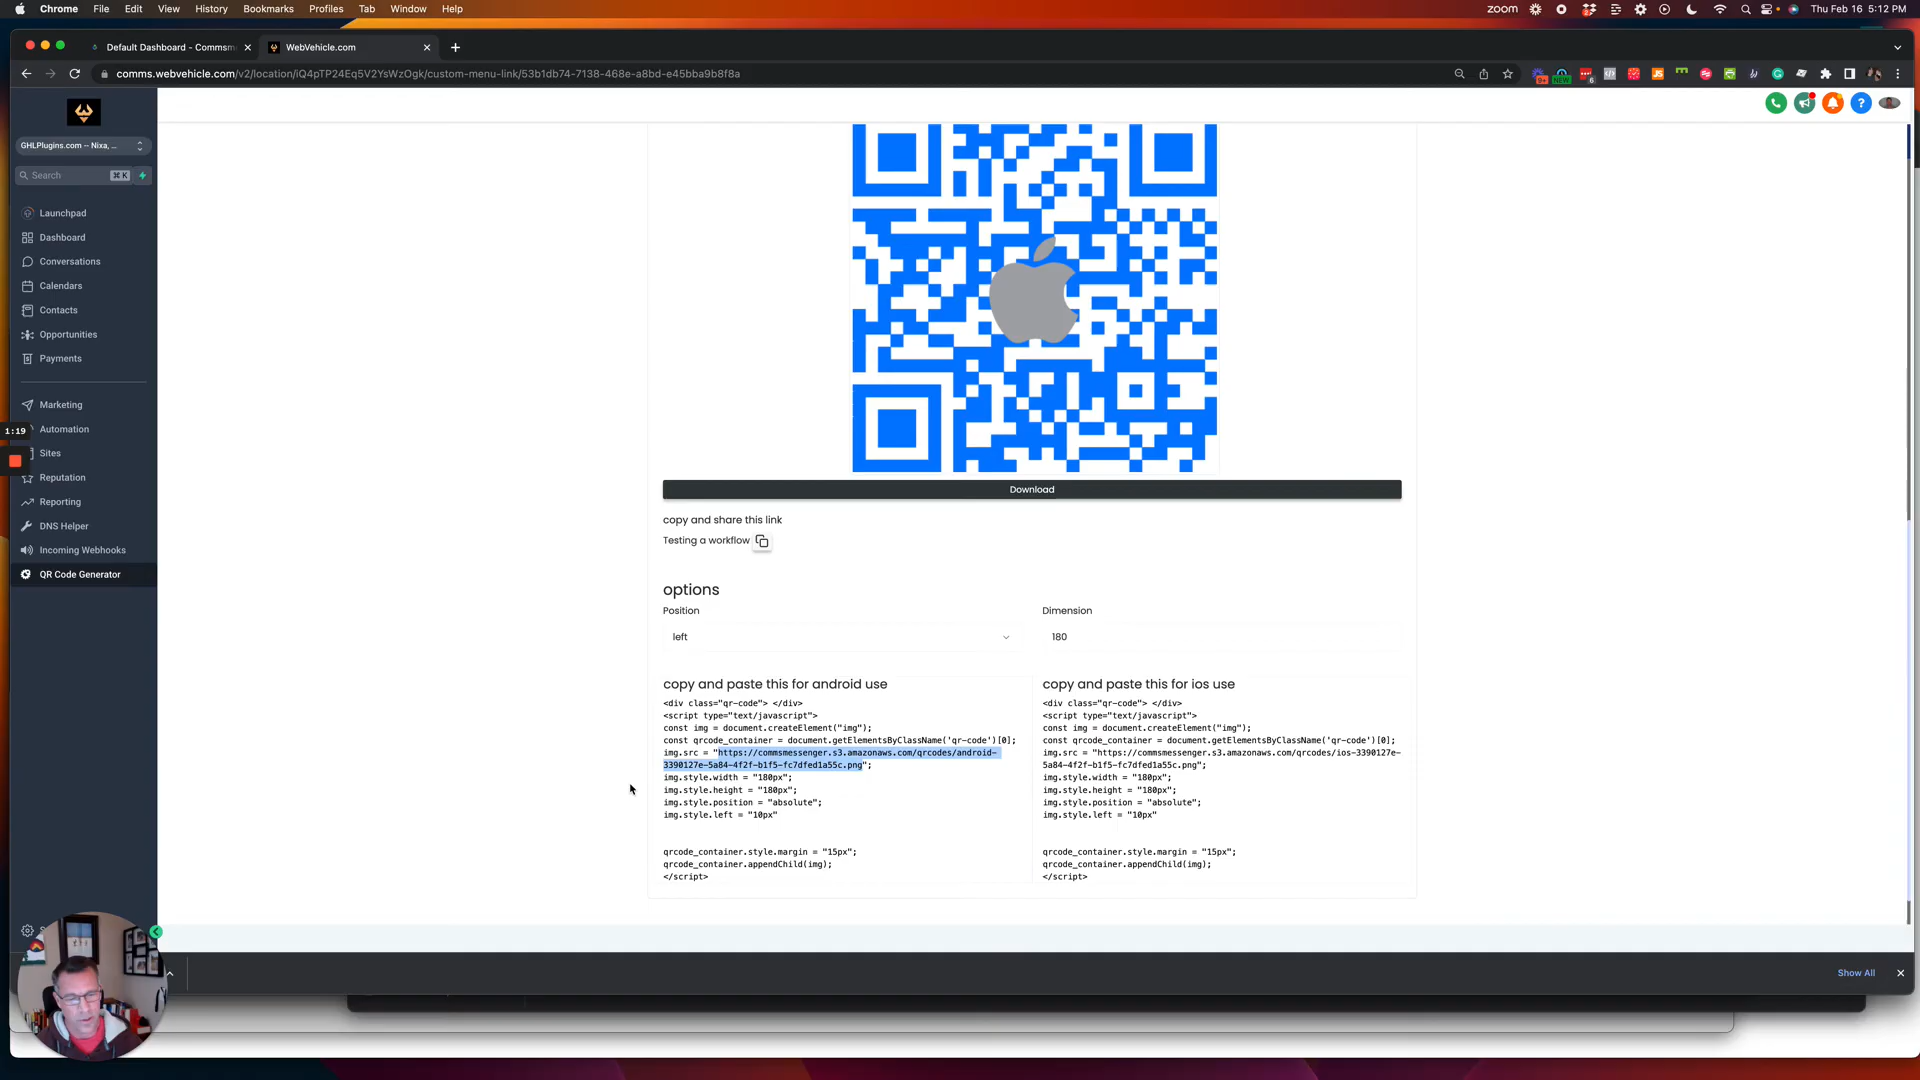 Chrome File Edit View History Bookmarks Profiles Tab Window Help
zoom Thu Feb 16 5:12 PM
Default Dashboard - Commsm
WebVehicle.com
comms.webvehicle.com/v2/location/iQ4pTP24Eq5V2YsWzOgk/custom-menu-link/53b1db74-7138-468e-a8bd-e45bba9b8f8a
GHLPlugins.com -- Nixa, ...
Search ⌘ K
Launchpad
Dashboard
Conversations
Calendars
Contacts
Opportunities
Payments
Marketing
1:19
Automation
Sites
Reputation
Reporting
DNS Helper
Incoming Webhooks
QR Code Generator
Download
copy and share this link
Testing a workflow
options
Position
Dimension
left
180
copy and paste this for android use
<div class="qr-code"> </div>
<script type="text/javascript">
const img = document.createElement("img");
const qrcode_container = document.getElementsByClassName('qr-code')[0];
img.src = "https://commsmessenger.s3.amazonaws.com/qrcodes/android-
3390127e-5a84-4f2f-b1f5-fc7dfed1a55c.png";
img.style.width = "180px";
img.style.height = "180px";
img.style.position = "absolute";
img.style.left = "10px"
qrcode_container.style.margin = "15px";
qrcode_container.appendChild(img);
</script>
copy and paste this for ios use
<div class="qr-code"> </div>
<script type="text/javascript">
const img = document.createElement("img");
const qrcode_container = document.getElementsByClassName('qr-code')[0];
img.src = "https://commsmessenger.s3.amazonaws.com/qrcodes/ios-3390127e-
5a84-4f2f-b1f5-fc7dfed1a55c.png";
img.style.width = "180px";
img.style.height = "180px";
img.style.position = "absolute";
img.style.left = "10px"
qrcode_container.style.margin = "15px";
qrcode_container.appendChild(img);
</script>
Show All